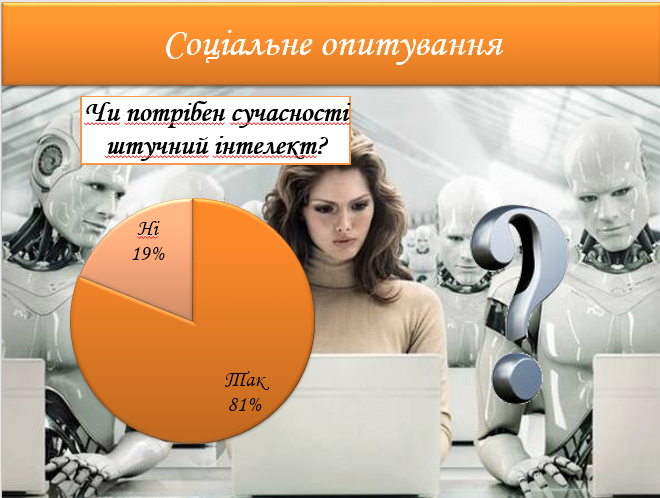 Соціальне опитування
Чи потрібен сучасності
штучний інтелект?
Ні
19%
Так
81%